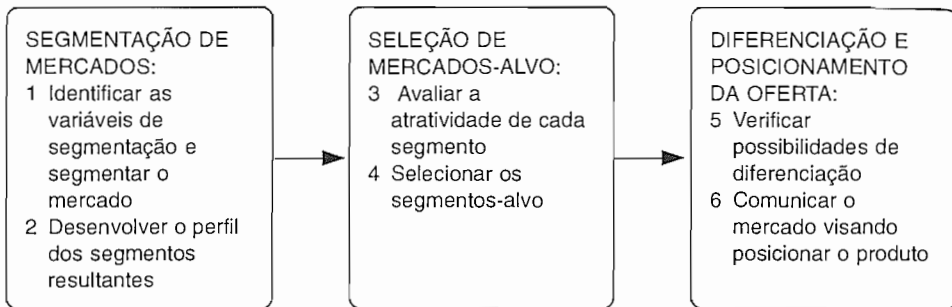 SEGMENTAÇÃO DE
MERCADOS:
1 Identificar as
variáveis de
segmentação e
segmentar o
mercado
2 Desenvolver o perfil
dos segmentos
resultantes
SELEÇÃO DE
MERCADOS-ALVO:
3 Avaliar a
atratividade de cada
segmento
4 Selecionar os
segmentos-alvo
DIFERENCIAÇÃO E
POSICIONAMENTO
DA OFERTA:
5 Verificar
possibilidades de
diferenciação
6 Comunicar o
mercado visando
posicionar o produto